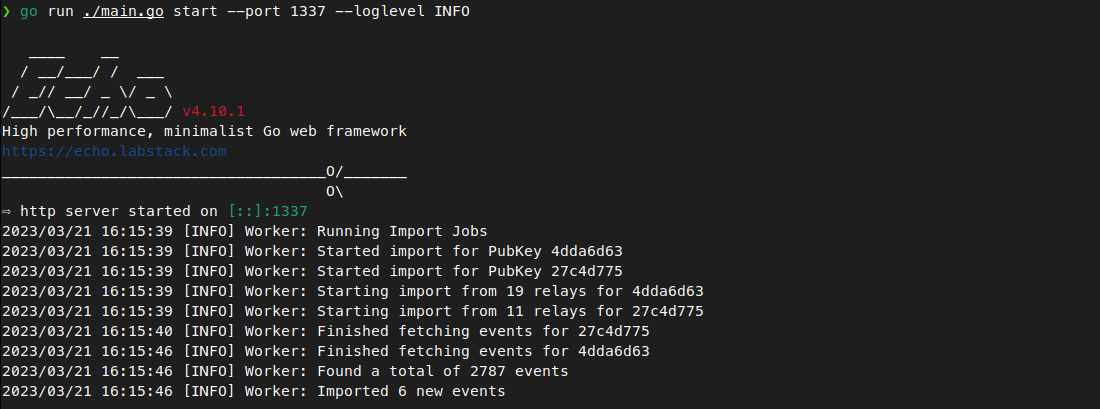 ❯ go run ./main.go start --port 1337 --loglevel INFO
   ____    __
  / __/___/ /  ___
 / _// __/ _ \/ _ \
/___/\__/_//_/\___/ v4.10.1
High performance, minimalist Go web framework
https://echo.labstack.com
____________________________________O/_______
                                    O\
⇨ http server started on [::]:1337
2023/03/21 16:15:39 [INFO] Worker: Running Import Jobs
2023/03/21 16:15:39 [INFO] Worker: Started import for PubKey 4dda6d63
2023/03/21 16:15:39 [INFO] Worker: Started import for PubKey 27c4d775
2023/03/21 16:15:39 [INFO] Worker: Starting import from 19 relays for 4dda6d63
2023/03/21 16:15:39 [INFO] Worker: Starting import from 11 relays for 27c4d775
2023/03/21 16:15:40 [INFO] Worker: Finished fetching events for 27c4d775
2023/03/21 16:15:46 [INFO] Worker: Finished fetching events for 4dda6d63
2023/03/21 16:15:46 [INFO] Worker: Found a total of 2787 events
2023/03/21 16:15:46 [INFO] Worker: Imported 6 new events